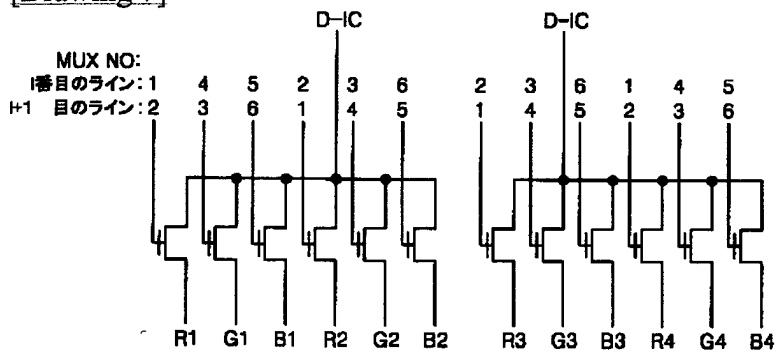 [Drawing 7]
D-IC D-IC
MUX NO:
I番目のライン: 1 4 5 2 3 6 2 3 6 1 4 5
I+1 目のライン: 2 3 6 1 4 5 1 4 5 2 3 6
R1 G1 B1 R2 G2 B2 R3 G3 B3 R4 G4 B4